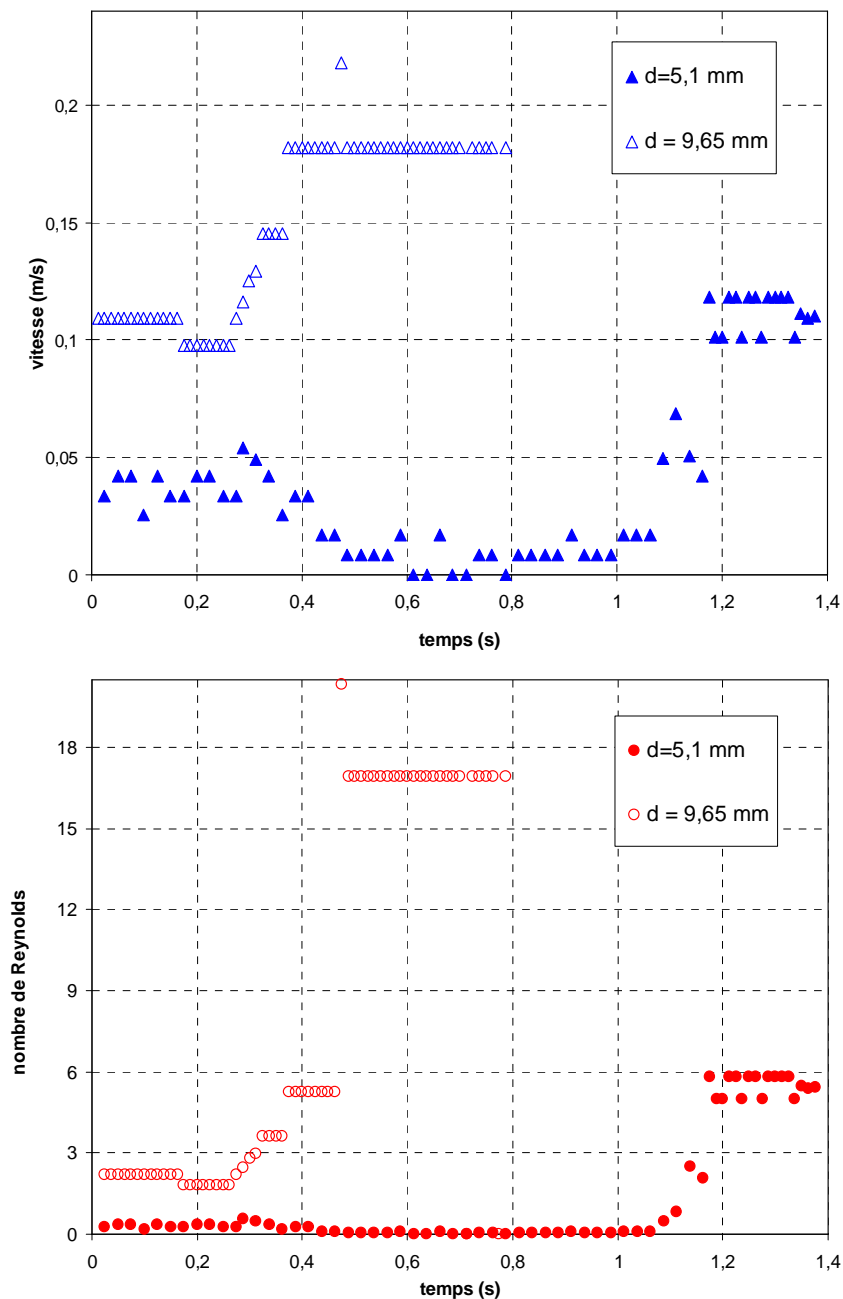 d=5,1 mm
d = 9,65 mm
0,2
0,15
0,1
0,05
0
vitesse (m/s)
0 0,2 0,4 0,6 0,8 1 1,2 1,4
temps (s)
d=5,1 mm
d = 9,65 mm
18
15
12
9
6
3
0
nombre de Reynolds
0 0,2 0,4 0,6 0,8 1 1,2 1,4
temps (s)